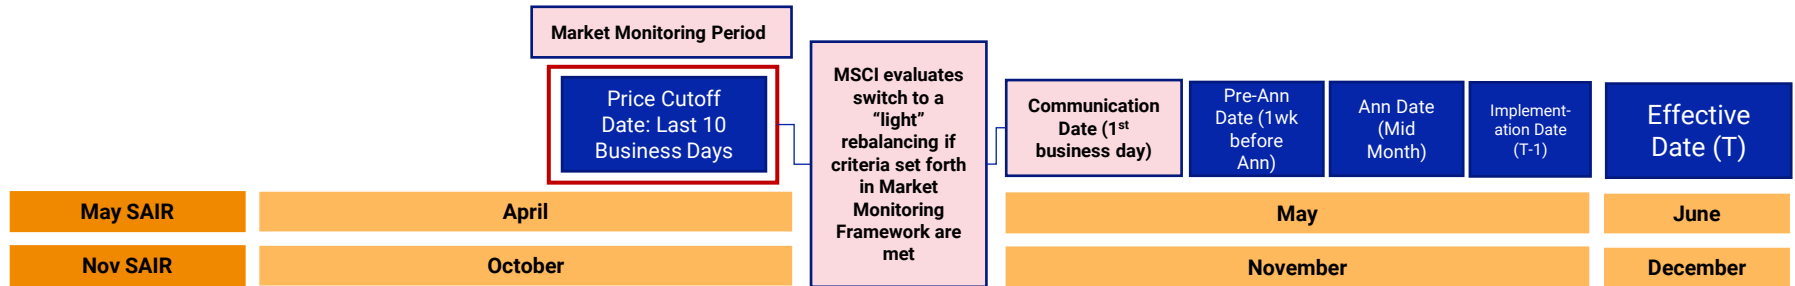 Market Monitoring Period
Price Cutoff
Date: Last 10
Business Days
MSCI evaluates
switch to a
“light”
rebalancing if
criteria set forth
in Market
Monitoring
Framework are
met
Communication
Date (1st
business day)
Pre-Ann
Date (1wk
before
Ann)
Ann Date
(Mid
Month)
Implement-
ation Date
(T-1)
Effective
Date (T)
May SAIR
April
May
June
Nov SAIR
October
November
December